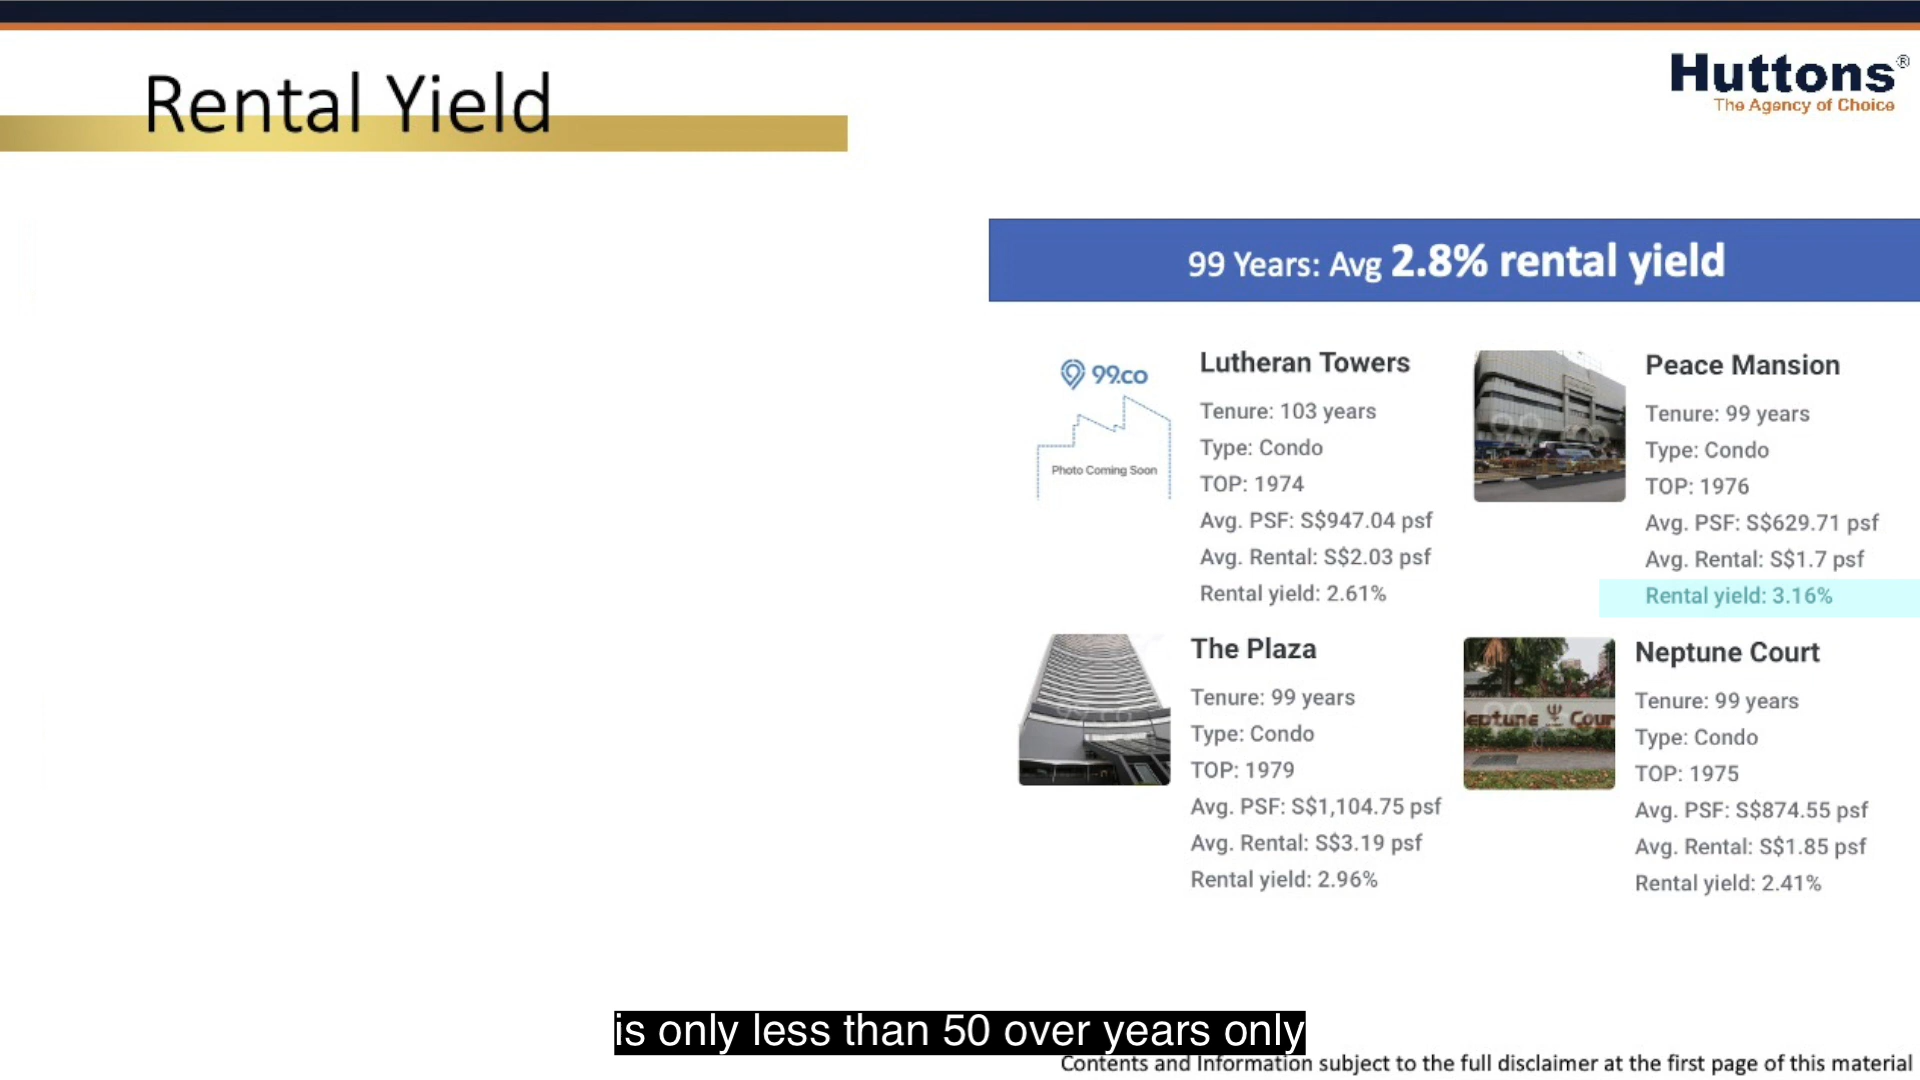 Rental Yield
Huttons®
The Agency of Choice
99 Years: Avg 2.8% rental yield
99.co
Photo Coming Soon
Lutheran Towers
Tenure: 103 years
Type: Condo
TOP: 1974
Avg. PSF: S$947.04 psf
Avg. Rental: S$2.03 psf
Rental yield: 2.61%
Peace Mansion
Tenure: 99 years
Type: Condo
TOP: 1976
Avg. PSF: S$629.71 psf
Avg. Rental: S$1.7 psf
Rental yield: 3.16%
The Plaza
Tenure: 99 years
Type: Condo
TOP: 1979
Avg. PSF: S$1,104.75 psf
Avg. Rental: S$3.19 psf
Rental yield: 2.96%
eptune Cour
Neptune Court
Tenure: 99 years
Type: Condo
TOP: 1975
Avg. PSF: S$874.55 psf
Avg. Rental: S$1.85 psf
Rental yield: 2.41%
is only less than 50 over years only
Contents and Information subject to the full disclaimer at the first page of this material